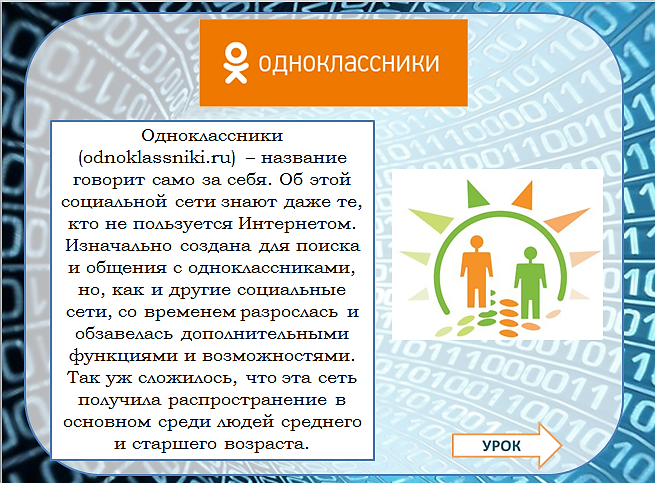 одноклассники
Одноклассники
(odnoklassniki.ru) – название
говорит само за себя. Об этой
социальной сети знают даже те,
кто не пользуется Интернетом.
Изначально создана для поиска
и общения с одноклассниками,
но, как и другие социальные
сети, со временем разрослась и
обзавелась дополнительными
функциями и возможностями.
Так уж сложилось, что эта сеть
получила распространение в
основном среди людей среднего
и старшего возраста.
УРОК